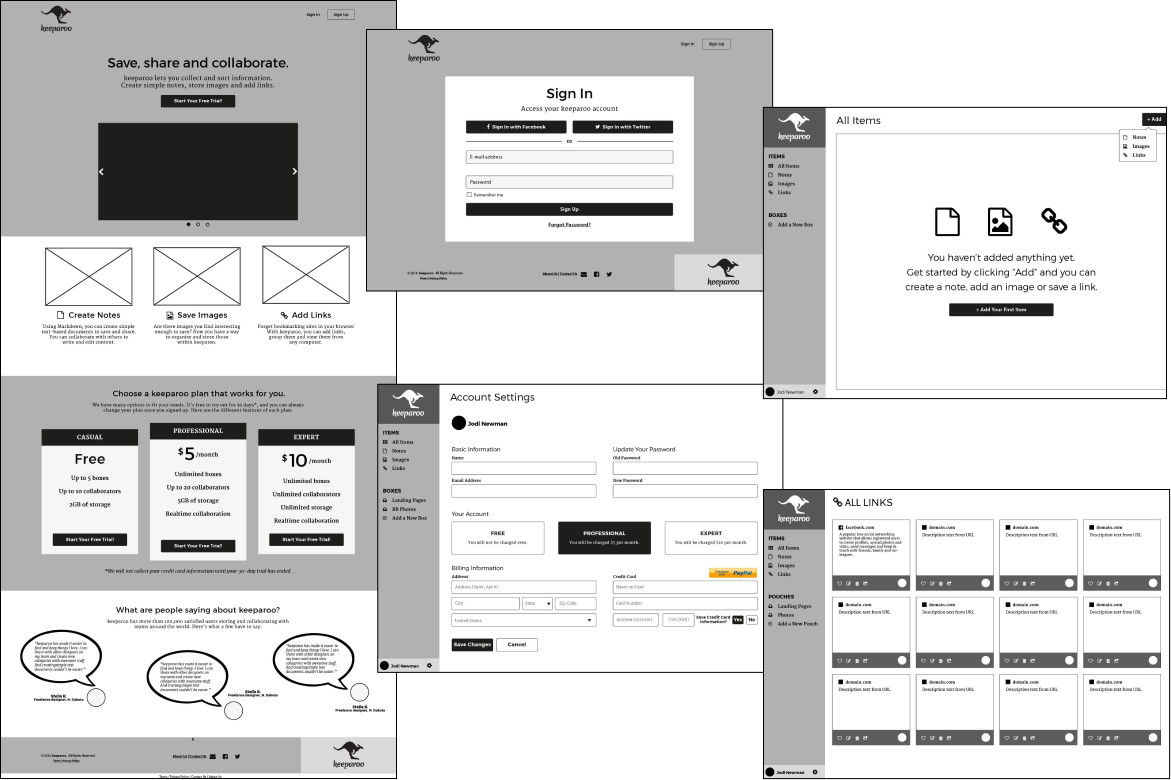 keeparoo
Sign In
Sign Up
Save, share and collaborate.
keeparoo lets you collect and sort information.
Create simple notes, store images and add links.
Start Your Free Trial!
Create Notes
Using Markdown, you can create simple
text-based documents to save and share.
You can collaborate with others to
write and edit content.
Save Images
Are there images you find interesting
enough to save? Now you have a way
to organize and store those
within keeparoo.
Add Links
Forget bookmarking sites in your browser
With keeparoo, you can add links,
group them and view them from
any computer.
Choose a keeparoo plan that works for you.
We have many options to fit your needs. It's free to try out for 30 days*, and you can always
change your plan once you signed up. Here are the different features of each plan:
CASUAL
Free
Up to 5 boxes
Up to 10 collaborators
2GB of storage
Start Your Free Trial!
PROFESSIONAL
$5/month
Unlimited boxes
Up to 20 collaborators
5GB of storage
Realtime collaboration
Start Your Free Trial!
EXPERT
$10/month
Unlimited boxes
Unlimited collaborators
Unlimited storage
Realtime collaboration
Start Your Free Trial!
*We will not collect your credit card information until your 30-day trial has ended.
What are people saying about keeparoo?
keeparoo has more than 100,000 satisfied users storing and collaborating with
teams around the world. Here's what a few have to say:
"keeparoo has made it easier to
find and keep things I love. I am
share with other designers on
my team and create new
categories with awesome stuff.
And creating simple text
documents couldn't be easier."
Stella B.
Freelance designer, N. Dakota
"keeparoo has made it easier to
find and keep things I love. I am
share with other designers on
my team and create new
categories with awesome stuff.
And creating simple text
documents couldn't be easier."
Stella B.
Freelance designer, N. Dakota
"keeparoo has made it easier to
find and keep things I love. I am
share with other designers on
my team and create new
categories with awesome stuff.
And creating simple text
documents couldn't be easier."
Stella B.
Freelance designer, N. Dakota
© 2016, keeparoo. All Rights Reserved.
Terms | Privacy Policy
About Us | Contact Us
keeparoo
Terms | Privacy Policy | Contact Us | About Us
keeparoo
Sign In
Sign Up
Sign In
Access your keeparoo account
Sign In with Facebook
Sign In with Twitter
or
E-mail address
Password
Remember me
Sign Up
Forgot Password?
© 2016, keeparoo. All Rights Reserved.
Terms | Privacy Policy
About Us | Contact Us
keeparoo
keeparoo
ITEMS
All Items
Notes
Images
Links
BOXES
Add a New Box
Jodi Newman
All Items
+ Add
Notes
Images
Links
You haven't added anything yet.
Get started by clicking "Add" and you can
create a note, add an image or save a link.
+ Add Your First Item
keeparoo
ITEMS
All Items
Notes
Images
Links
BOXES
Landing Pages
BB Photos
Add a New Box
Jodi Newman
Account Settings
Jodi Newman
Basic Information
Name
Email Address
Update Your Password
Old Password
New Password
Your Account
FREE
You will not be charged ever.
PROFESSIONAL
You will be charged $5 per month.
EXPERT
You will be charged $10 per month.
Billing Information
Address
Address (Main, Apt #)
City
State
Zip Code
United States
Credit Card
PayPal
Name on Card
Card Number
CVV (XXX)
Save Credit Card
Information?
Yes
No
Save Changes
Cancel
keeparoo
ITEMS
All Items
Notes
Images
Links
POUCHES
Landing Pages
Photos
Add a New Pouch
Jodi Newman
ALL LINKS
facebook.com
A popular free social networking
website that allows registered users
to create profiles, upload photos and
video, send messages and keep in
touch with friends, family and col-
leagues.
domain.com
Description text from URL
domain.com
Description text from URL
domain.com
Description text from URL
domain.com
Description text from URL
domain.com
Description text from URL
domain.com
Description text from URL
domain.com
Description text from URL
domain.com
Description text from URL
domain.com
Description text from URL
domain.com
Description text from URL
domain.com
Description text from URL